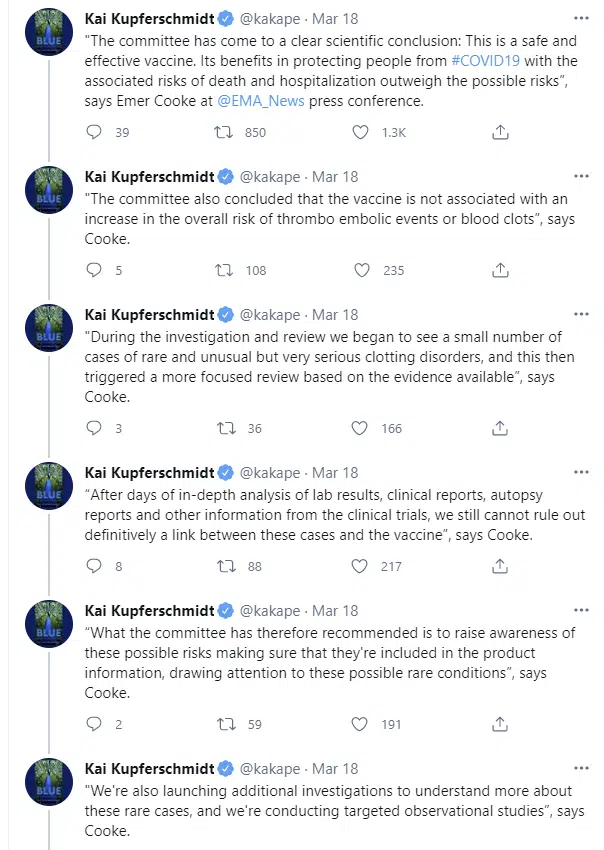 Kai Kupferschmidt @kakape · Mar 18
"The committee has come to a clear scientific conclusion: This is a safe and
effective vaccine. Its benefits in protecting people from #COVID19 with the
associated risks of death and hospitalization outweigh the possible risks”,
says Emer Cooke at @EMA_News press conference.
39 850 1.3K
Kai Kupferschmidt @kakape · Mar 18
"The committee also concluded that the vaccine is not associated with an
increase in the overall risk of thrombo embolic events or blood clots”, says
Cooke.
5 108 235
Kai Kupferschmidt @kakape · Mar 18
"During the investigation and review we began to see a small number of
cases of rare and unusual but very serious clotting disorders, and this then
triggered a more focused review based on the evidence available”, says
Cooke.
3 36 166
Kai Kupferschmidt @kakape · Mar 18
“After days of in-depth analysis of lab results, clinical reports, autopsy
reports and other information from the clinical trials, we still cannot rule out
definitively a link between these cases and the vaccine”, says Cooke.
8 88 217
Kai Kupferschmidt @kakape · Mar 18
“What the committee has therefore recommended is to raise awareness of
these possible risks making sure that they're included in the product
information, drawing attention to these possible rare conditions”, says
Cooke.
2 59 191
Kai Kupferschmidt @kakape · Mar 18
"We're also launching additional investigations to understand more about
these rare cases, and we're conducting targeted observational studies”, says
Cooke.
BLUE
BLUE
BLUE
BLUE
BLUE
BLUE